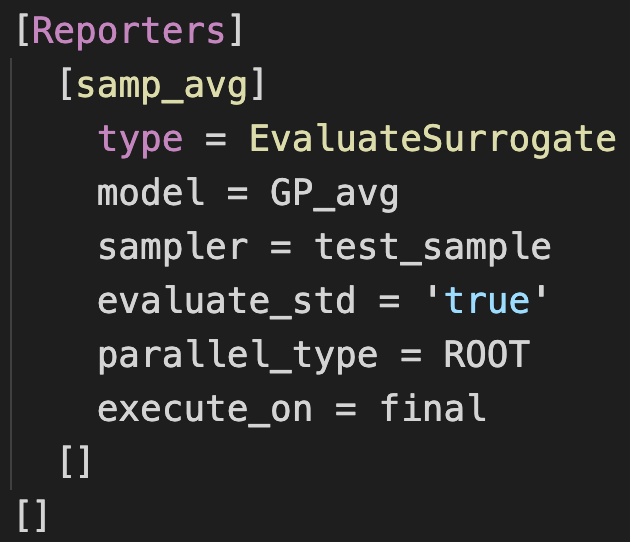 [Reporters]
[samp_avg]
type = EvaluateSurrogate
model = GP_avg
sampler = test_sample
evaluate_std = 'true'
parallel_type = ROOT
execute_on = final
[]
[]